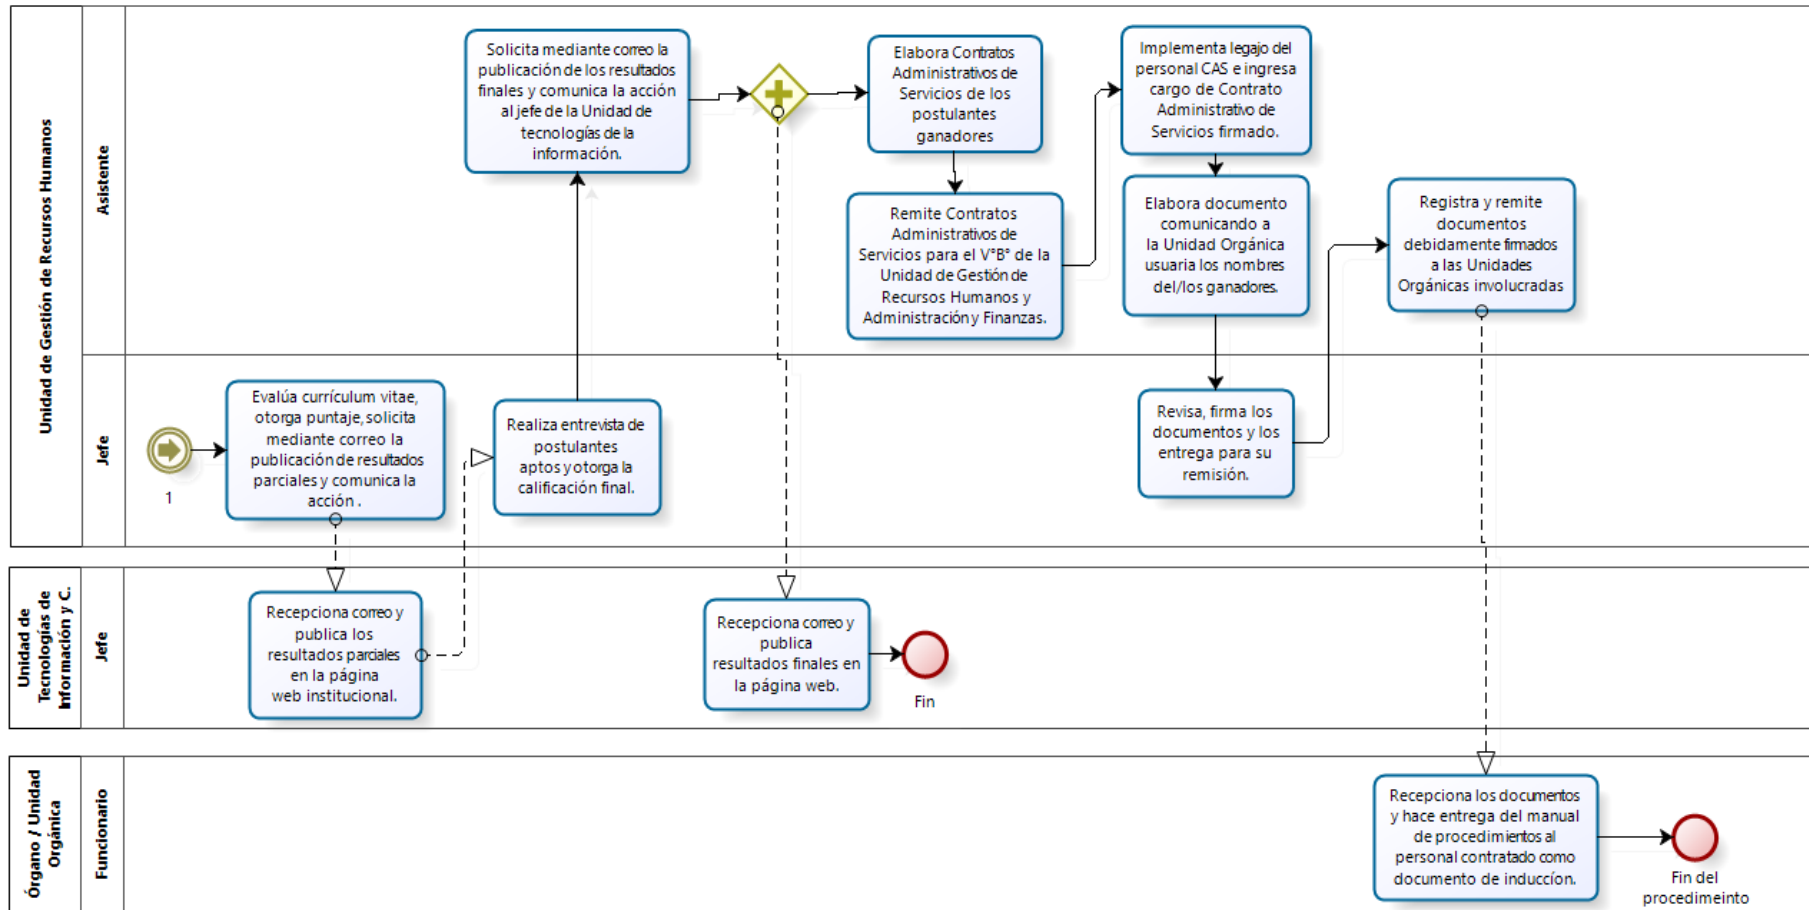 Unidad de Gestión de Recursos Humanos
Asistente
Solicita mediante correo la
publicación de los resultados
finales y comunica la acción
al jefe de la Unidad de
tecnologías de la
información.
Elabora Contratos
Administrativos de
Servicios de los
postulantes
ganadores
Remite Contratos
Administrativos de
Servicios para el V°B° de la
Unidad de Gestión de
Recursos Humanos y
Administración y Finanzas.
Implementa legajo del
personal CAS e ingresa
cargo de Contrato
Administrativo de
Servicios firmado.
Elabora documento
comunicando a
la Unidad Orgánica
usuaria los nombres
del/los ganadores.
Registra y remite
documentos
debidamente firmados
a las Unidades
Orgánicas involucradas
Jefe
1
Evalúa currículum vitae,
otorga puntaje, solicita
mediante correo la
publicación de resultados
parciales y comunica la
acción .
Realiza entrevista de
postulantes
aptos y otorga la
calificación final.
Revisa, firma los
documentos y los
entrega para su
remisión.
Unidad de
Tecnologías de
Información y C.
Jefe
Recepciona correo y
publica los
resultados parciales
en la página
web institucional.
Recepciona correo y
publica
resultados finales en
la página web.
Fin
Órgano / Unidad
Orgánica
Funcionario
Recepciona los documentos
y hace entrega del manual
de procedimientos al
personal contratado como
documento de induccíon.
Fin del
procedimeinto